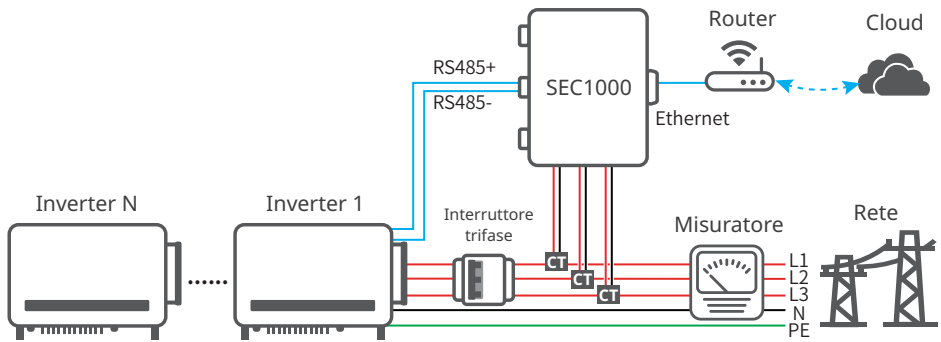 Router
Cloud
RS485+
SEC1000
RS485-
Ethernet
Inverter N
Inverter 1
Interruttore
trifase
Misuratore
Rete
CT
CT
CT
L1
L2
L3
N
PE